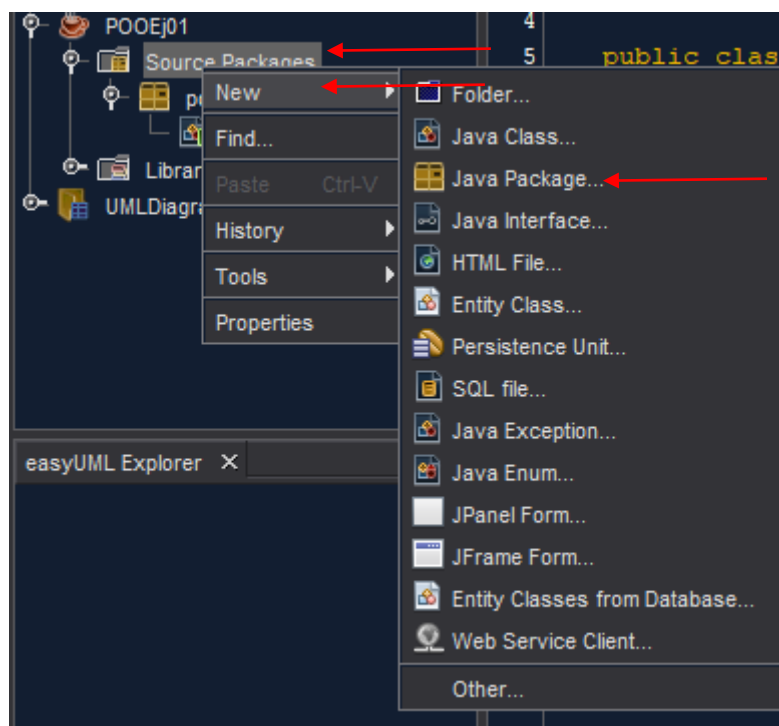 POOEj01
4
Source Packages
5 public clas
New
Folder...
Find...
Java Class...
Librar
Paste Ctrl-V
Java Package...
UMLDiagra
History
Java Interface...
Tools
HTML File...
Properties
Entity Class...
Persistence Unit...
SQL file...
Java Exception...
easyUML Explorer X
Java Enum...
JPanel Form...
JFrame Form...
Entity Classes from Database...
Web Service Client...
Other...